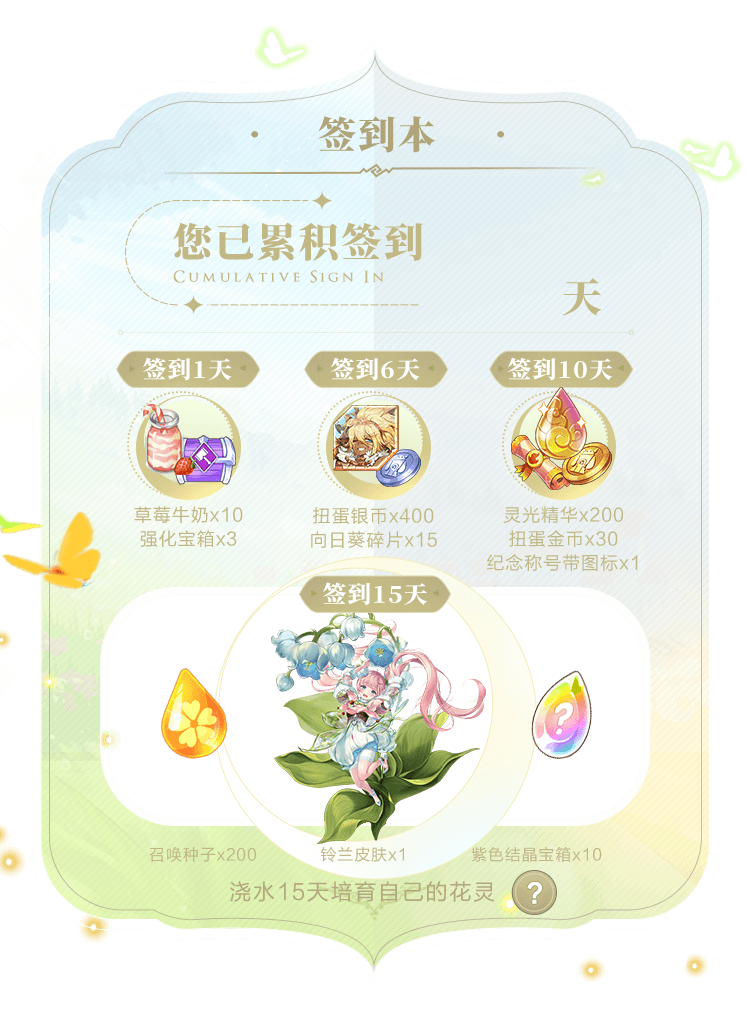 签到本
您已累积签到
CUMULATIVE SIGN IN
天
签到1天
签到6天
签到10天
草莓牛奶x10
强化宝箱x3
扭蛋银币x400
向日葵碎片x15
灵光精华x200
扭蛋金币x30
纪念称号带图标x1
签到15天
?
召唤种子x200
铃兰皮肤x1
紫色结晶宝箱x10
浇水15天培育自己的花灵
?